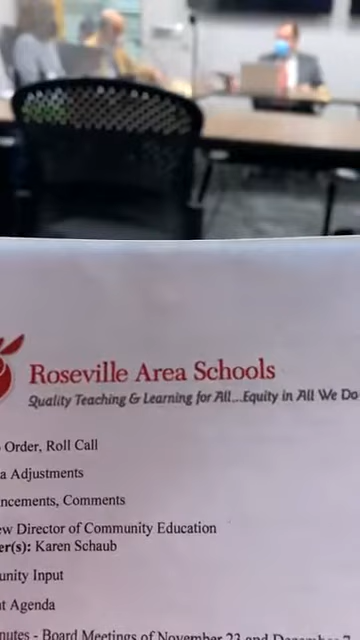 Roseville Area Schools
Quality Teaching & Learning for All...Equity in All We Do
Order, Roll Call
a Adjustments
ncements, Comments
ew Director of Community Education
er(s): Karen Schaub
unity Input
t Agenda
nutes - Board Meetings of November 23 and December 7